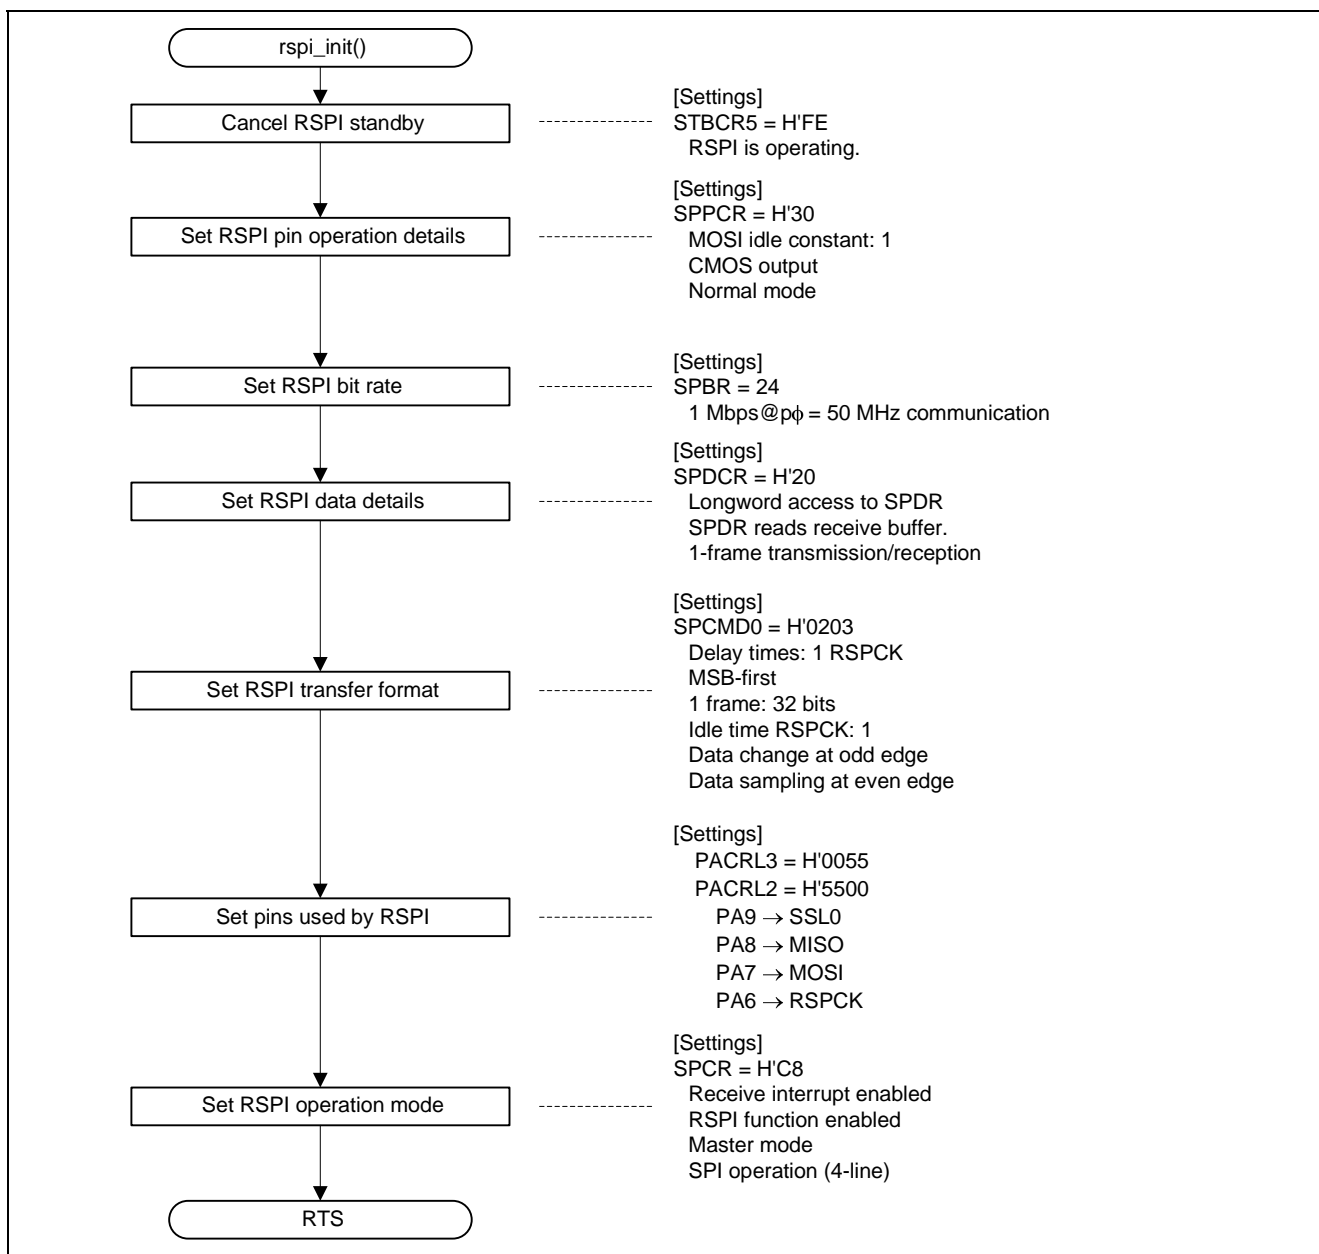 rspi_init()
Cancel RSPI standby
[Settings]
STBCR5 = H'FE
RSPI is operating.
Set RSPI pin operation details
[Settings]
SPPCR = H'30
MOSI idle constant: 1
CMOS output
Normal mode
Set RSPI bit rate
[Settings]
SPBR = 24
1 Mbps@pϕ = 50 MHz communication
Set RSPI data details
[Settings]
SPDCR = H'20
Longword access to SPDR
SPDR reads receive buffer.
1-frame transmission/reception
Set RSPI transfer format
[Settings]
SPCMD0 = H'0203
Delay times: 1 RSPCK
MSB-first
1 frame: 32 bits
Idle time RSPCK: 1
Data change at odd edge
Data sampling at even edge
Set pins used by RSPI
[Settings]
PACRL3 = H'0055
PACRL2 = H'5500
PA9 → SSL0
PA8 → MISO
PA7 → MOSI
PA6 → RSPCK
Set RSPI operation mode
[Settings]
SPCR = H'C8
Receive interrupt enabled
RSPI function enabled
Master mode
SPI operation (4-line)
RTS